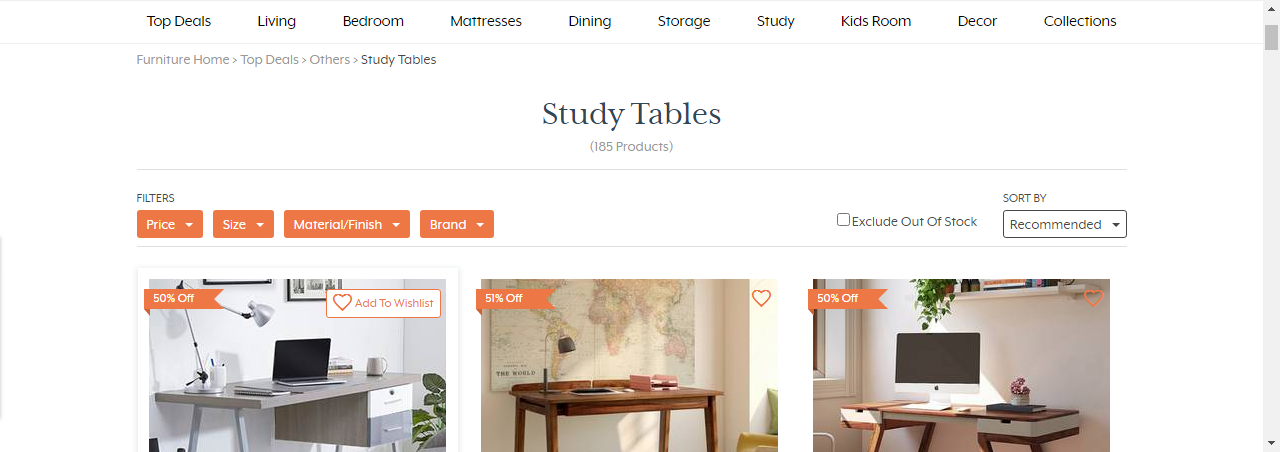 Top Deals Living Bedroom Mattresses Dining Storage Study Kids Room Decor Collections
Furniture Home > Top Deals > Others > Study Tables
Study Tables
(185 Products)
FILTERS
SORT BY
Price Size Material/Finish Brand
Exclude Out Of Stock
Recommended
50% Off
Add To Wishlist
51% Off
50% Off
THE WORLD